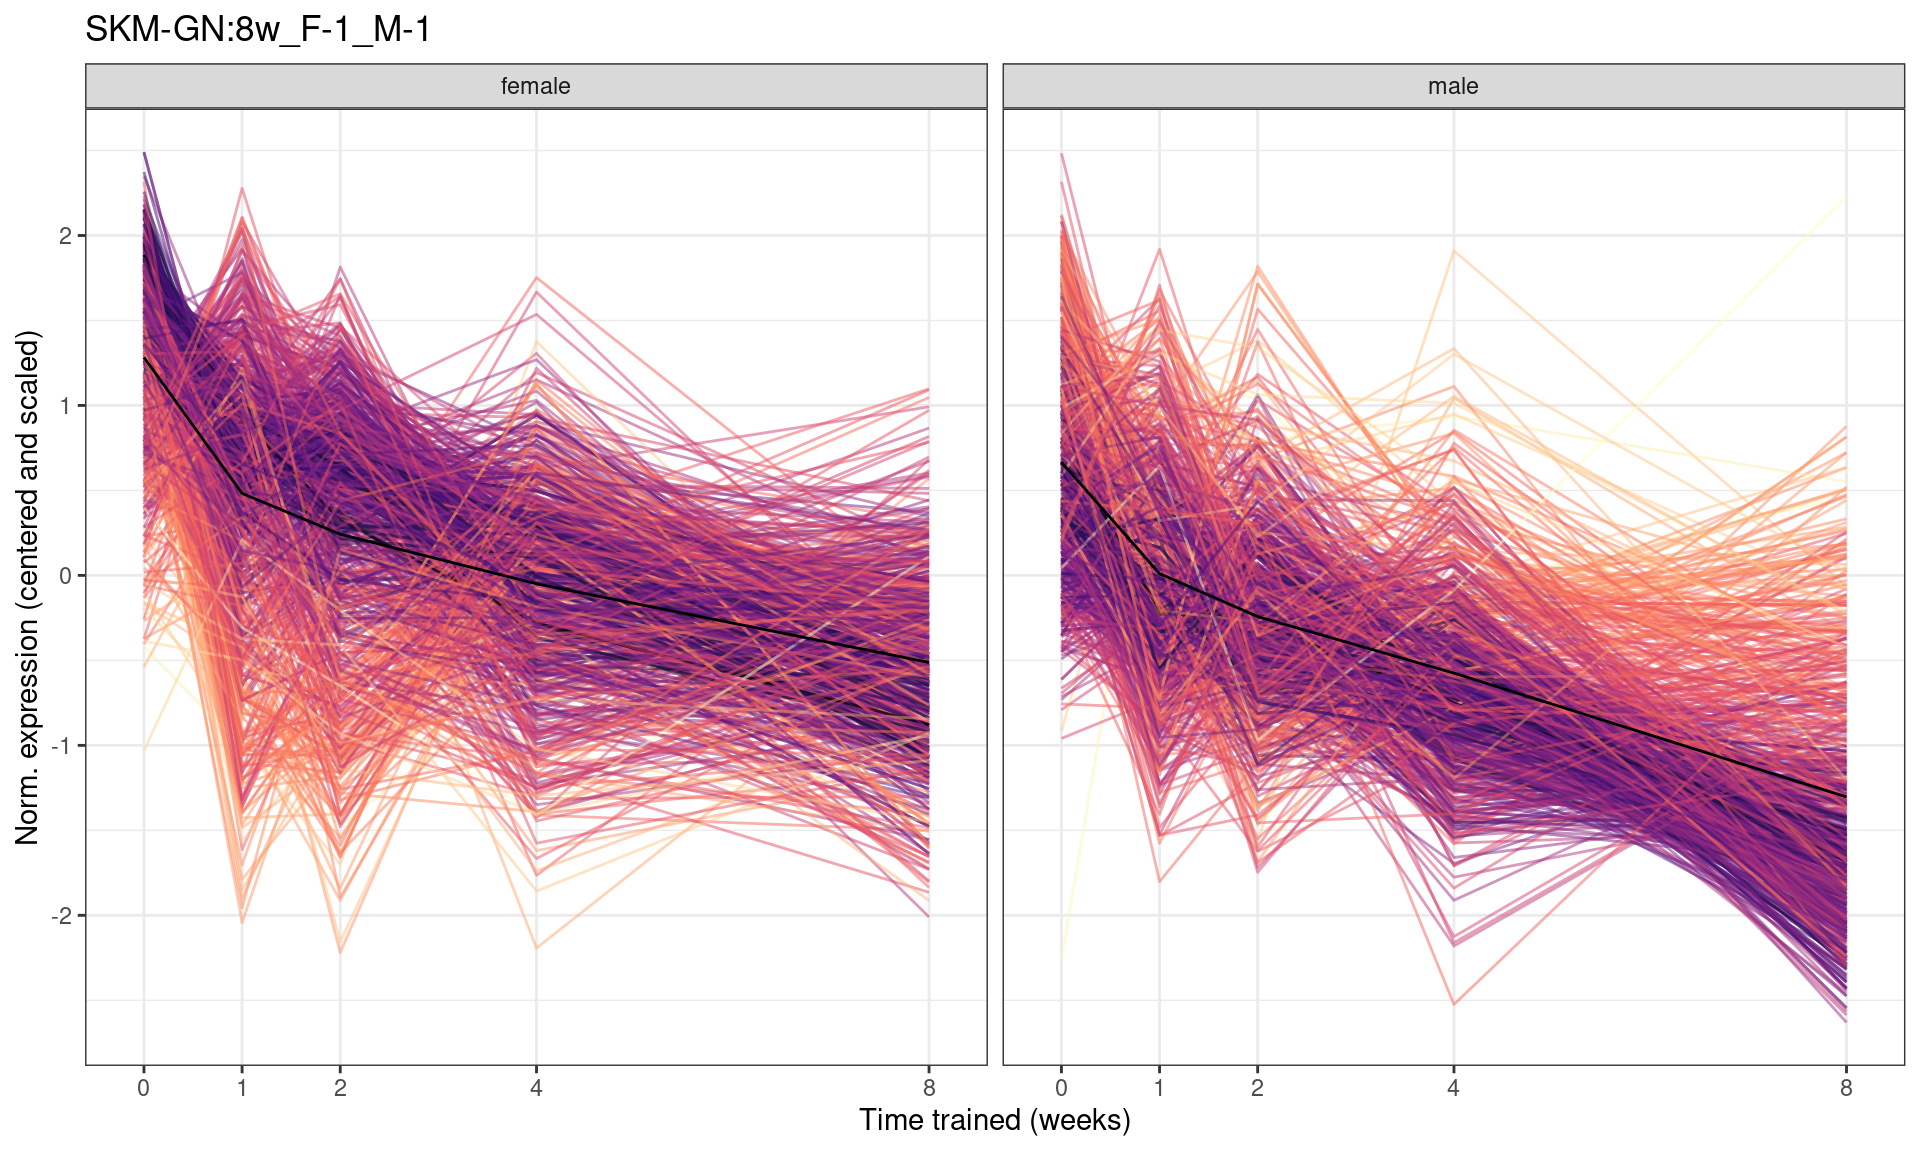 SKM-GN:8w_F-1_M-1
female
male
Norm. expression (centered and scaled)
2
1
0
-1
-2
0 1 2 4 8
0 1 2 4 8
Time trained (weeks)